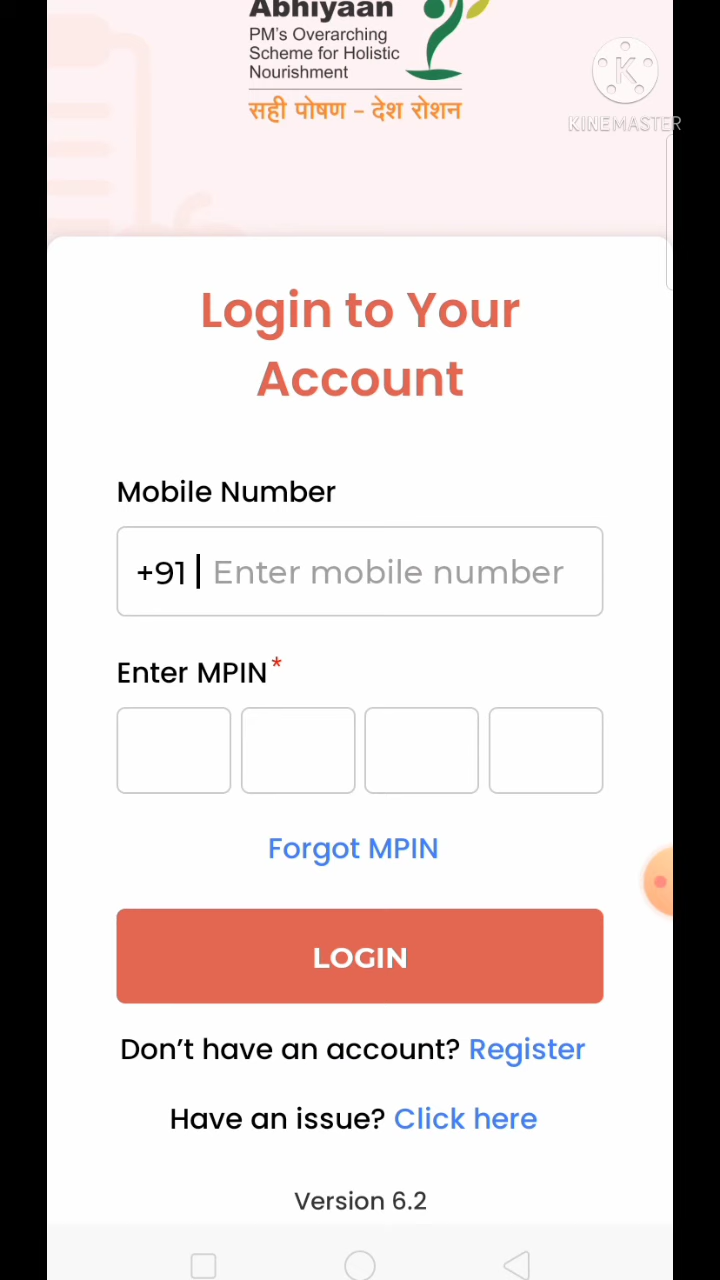 Abhiyaan
PM's Overarching
Scheme for Holistic
Nourishment
सही पोषण - देश रोशन
K
KINEMASTER
Login to Your
Account
Mobile Number
+91 Enter mobile number
Enter MPIN*
Forgot MPIN
LOGIN
Don't have an account? Register
Have an issue? Click here
Version 6.2